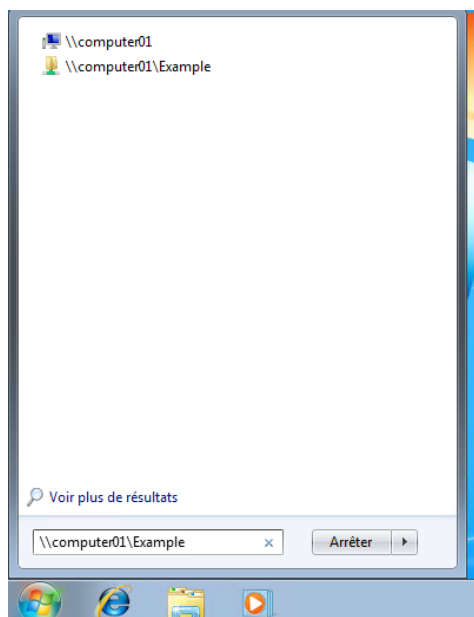 \\computer01
\\computer01\Example
Voir plus de résultats
\\computer01\Example
Arrêter